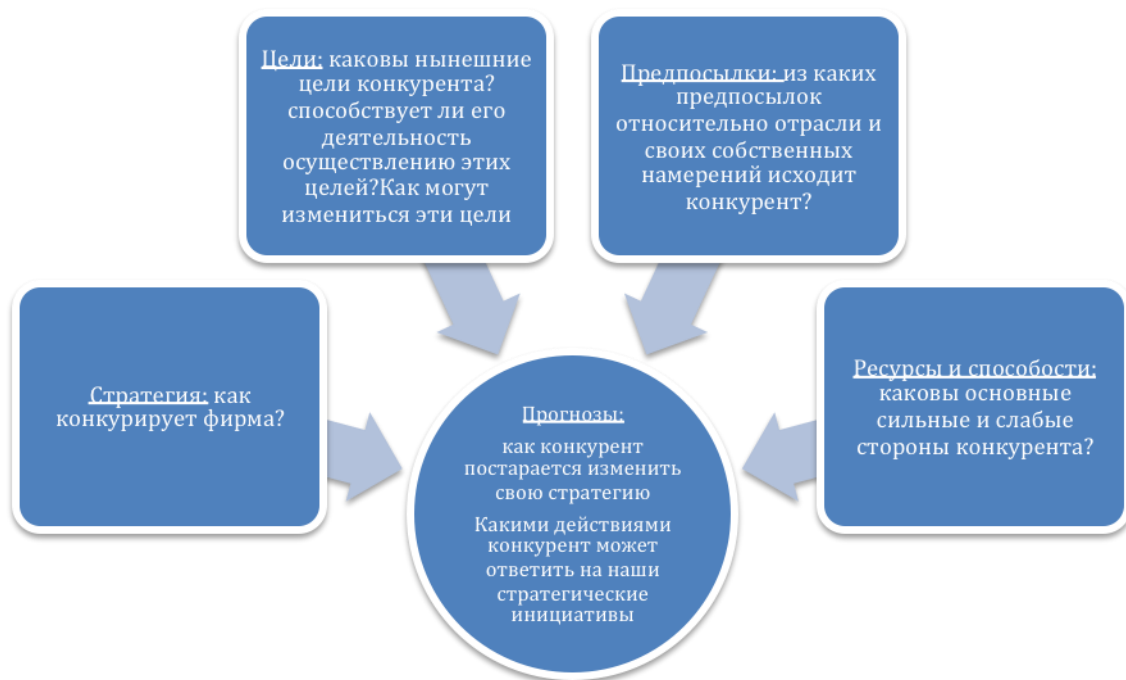 Цели: каковы нынешние
цели конкурента?
способствует ли его
деятельность
осуществлению этих
целей?Как могут
измениться эти цели
Предпосылки: из каких
предпосылок
относительно отрасли и
своих собственных
намерений исходит
конкурент?
Стратегия: как
конкурирует фирма?
Ресурсы и способости:
каковы основные
сильные и слабые
стороны конкурента?
Прогнозы:
как конкурент
постарается изменить
свою стратегию
Какими действиями
конкурент может
ответить на наши
стратегические
инициативы